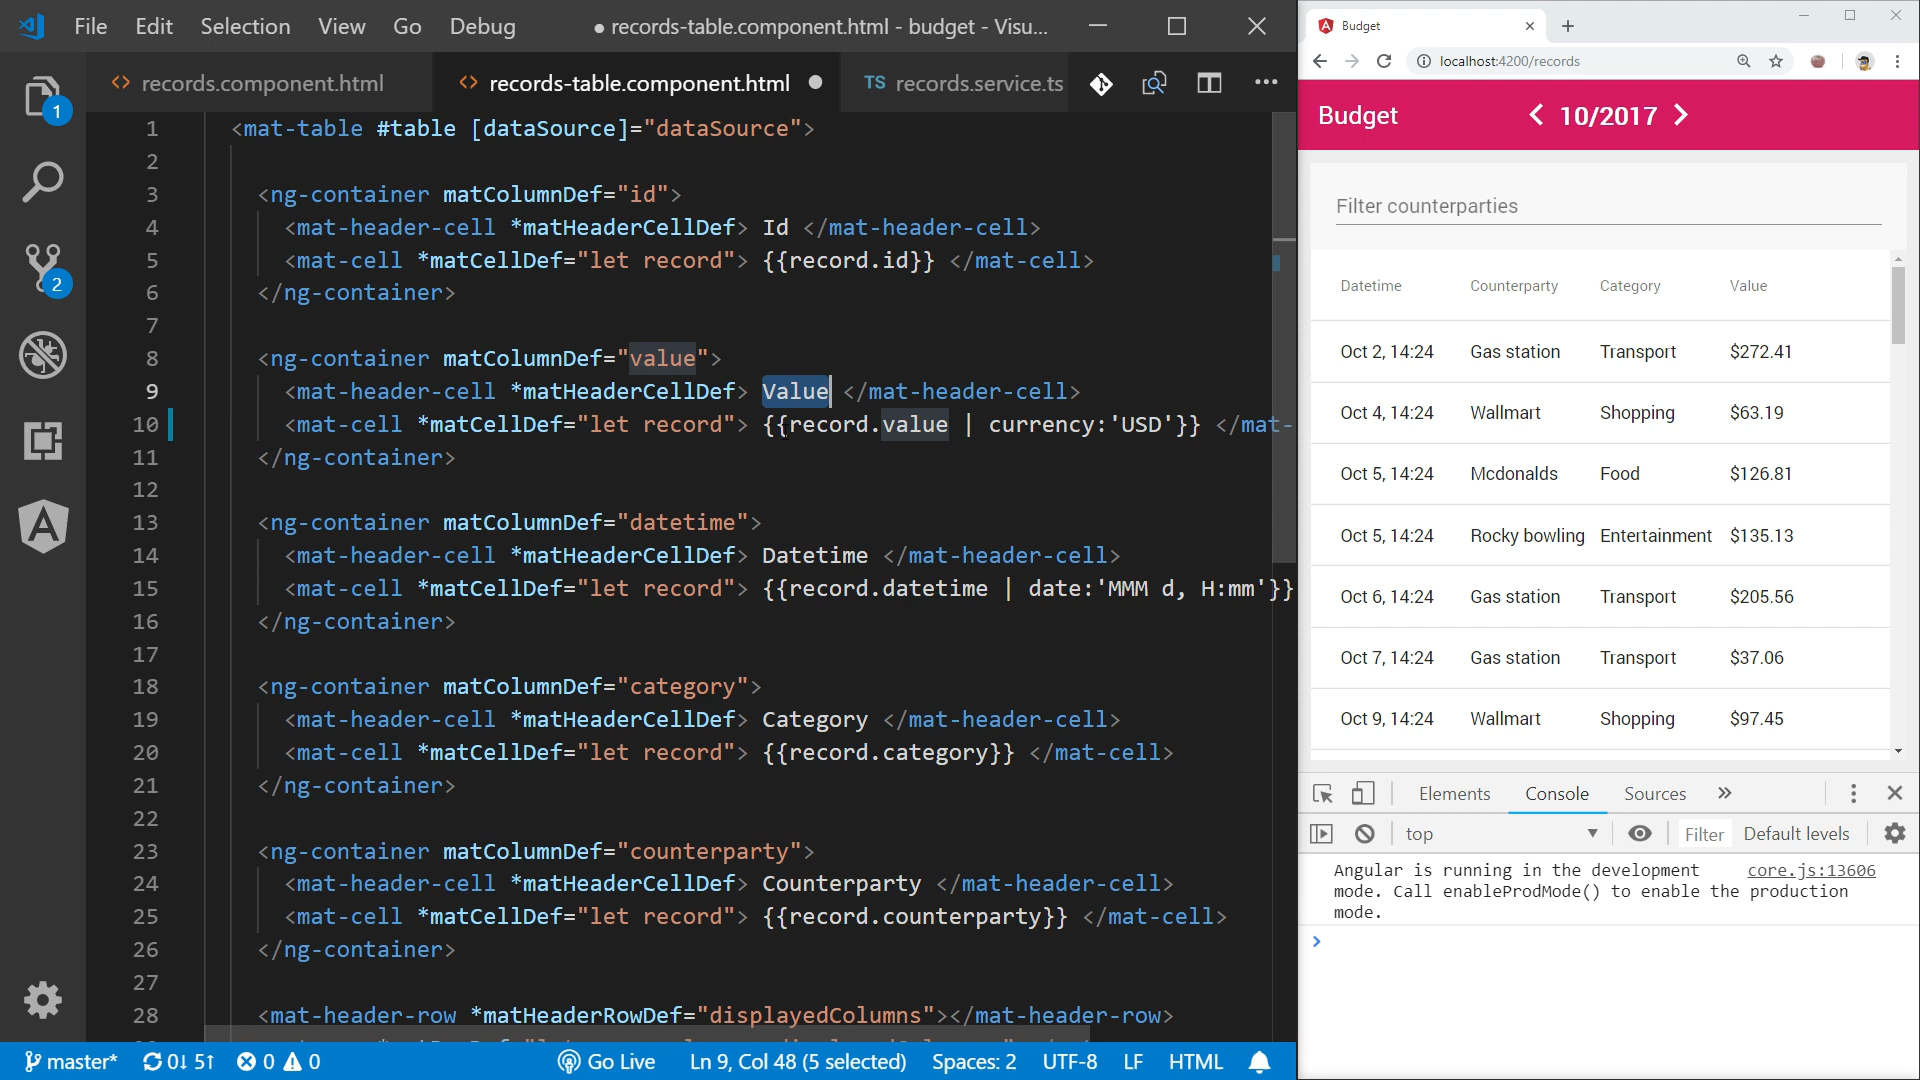 File Edit Selection View Go Debug ● records-table.component.html - budget - Visu...
<> records.component.html <> records-table.component.html ● TS records.service.ts
1 <mat-table #table [dataSource]="dataSource">
2
3 <ng-container matColumnDef="id">
4 <mat-header-cell *matHeaderCellDef> Id </mat-header-cell>
5 <mat-cell *matCellDef="let record"> {{record.id}} </mat-cell>
6 </ng-container>
7
8 <ng-container matColumnDef="value">
9 <mat-header-cell *matHeaderCellDef> Value </mat-header-cell>
10 <mat-cell *matCellDef="let record"> {{record.value | currency:'USD'}} </mat-
11 </ng-container>
12
13 <ng-container matColumnDef="datetime">
14 <mat-header-cell *matHeaderCellDef> Datetime </mat-header-cell>
15 <mat-cell *matCellDef="let record"> {{record.datetime | date:'MMM d, H:mm'}}
16 </ng-container>
17
18 <ng-container matColumnDef="category">
19 <mat-header-cell *matHeaderCellDef> Category </mat-header-cell>
20 <mat-cell *matCellDef="let record"> {{record.category}} </mat-cell>
21 </ng-container>
22
23 <ng-container matColumnDef="counterparty">
24 <mat-header-cell *matHeaderCellDef> Counterparty </mat-header-cell>
25 <mat-cell *matCellDef="let record"> {{record.counterparty}} </mat-cell>
26 </ng-container>
27
28 <mat-header-row *matHeaderRowDef="displayedColumns"></mat-header-row>
1
2
master* 0↓ 5↑ 0 0 Go Live Ln 9, Col 48 (5 selected) Spaces: 2 UTF-8 LF HTML
Budget
localhost:4200/records
Budget < 10/2017 >
Filter counterparties
Datetime Counterparty Category Value
Oct 2, 14:24 Gas station Transport $272.41
Oct 4, 14:24 Wallmart Shopping $63.19
Oct 5, 14:24 Mcdonalds Food $126.81
Oct 5, 14:24 Rocky bowling Entertainment $135.13
Oct 6, 14:24 Gas station Transport $205.56
Oct 7, 14:24 Gas station Transport $37.06
Oct 9, 14:24 Wallmart Shopping $97.45
Elements Console Sources »
top Filter Default levels
Angular is running in the development core.js:13606
mode. Call enableProdMode() to enable the production
mode.